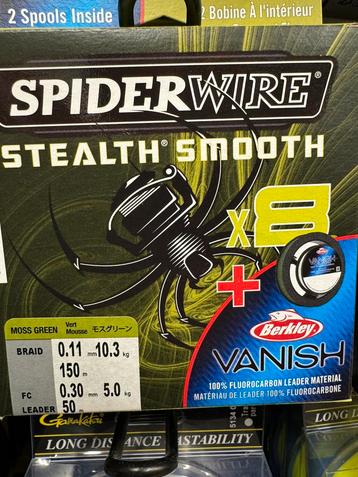 2 Spools Inside
2 Bobine À l'intérieur
SPIDERWIRE®
STEALTH® SMOOTH
x8
+
Berkley
VANISH
100% FLUOROCARBON LEADER MATERIAL
MATÉRIAU DE LEADER 100% FLUOROCARBONE
MOSS GREEN Vert Mousse モスグリーン
BRAID 0.11 mm 10.3 kg
150 m
FC 0.30 mm 5.0 kg
LEADER 50 m
Gamakatsu
LONG DISTANCE CASTABILITY
LONG DI